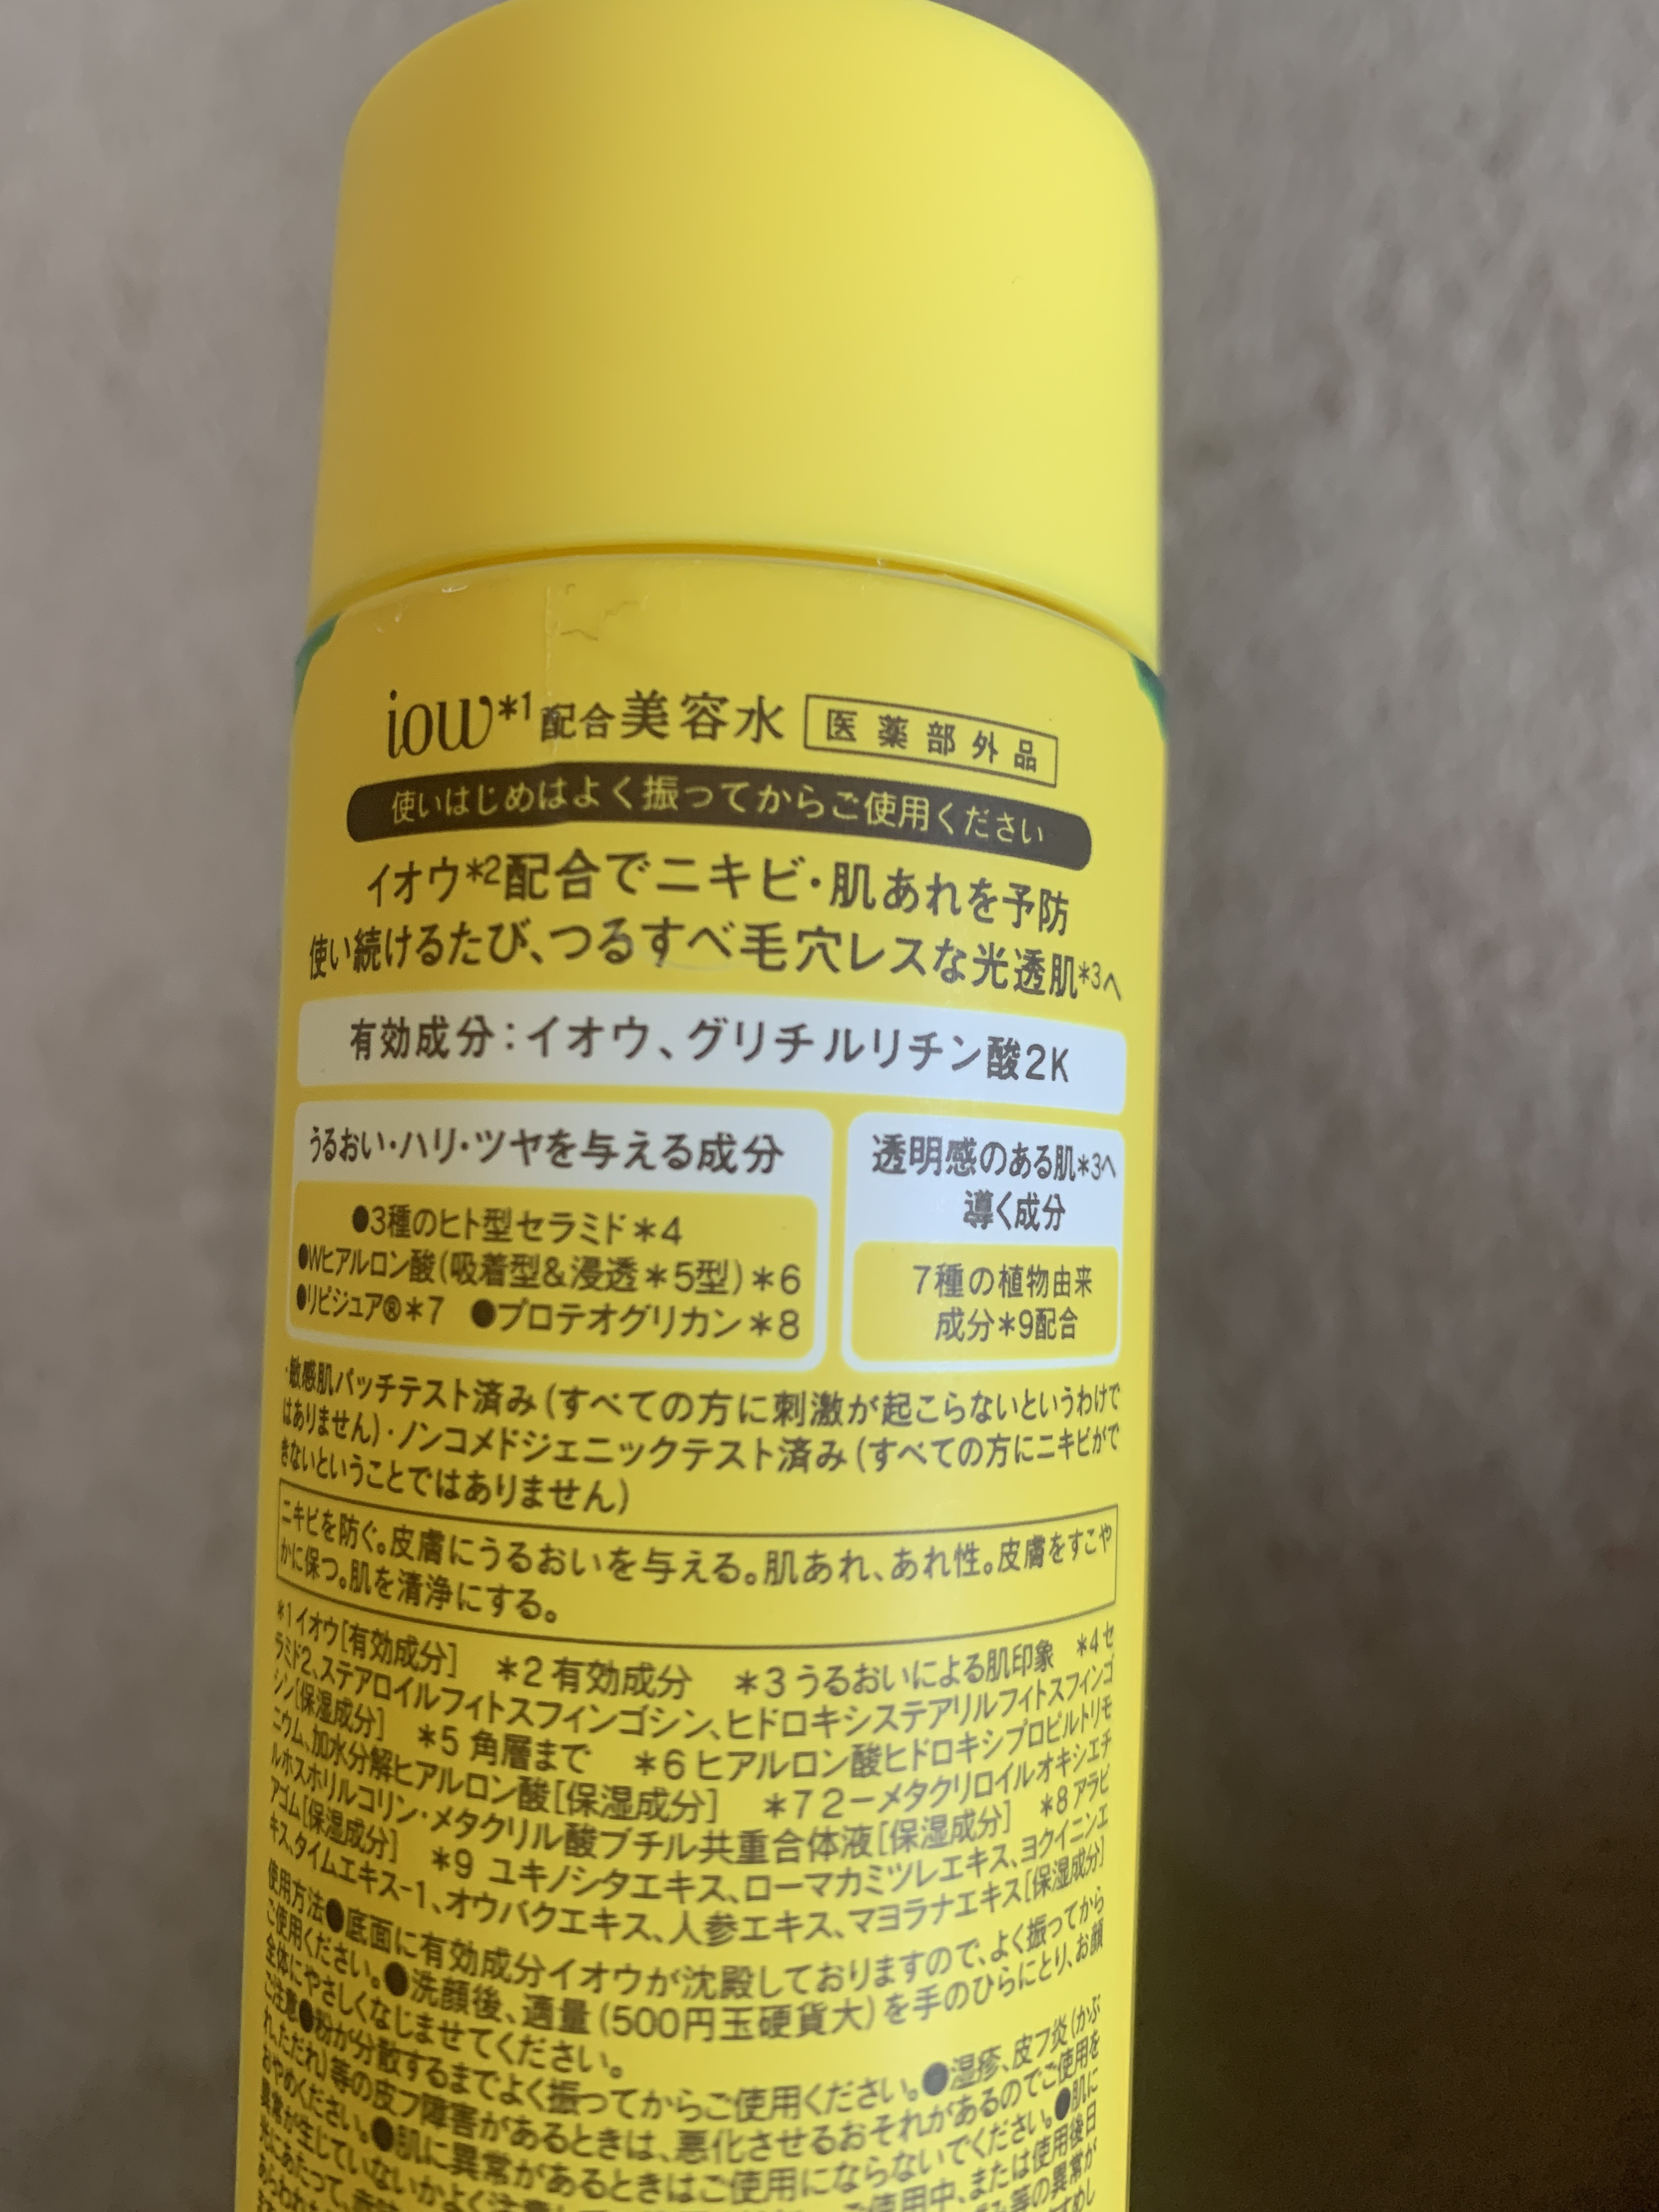 iow*1配合美容水 医薬部外品
使いはじめはよく振ってからご使用ください
イオウ*2配合でニキビ・肌あれを予防
使い続けるたび、つるすべ毛穴レスな光透肌*3へ
有効成分：イオウ、グリチルリチン酸2K
うるおい・ハリ・ツヤを与える成分
●3種のヒト型セラミド＊4
●Wヒアルロン酸(吸着型&浸透＊5型)＊6
●リピジュア®＊7 ●プロテオグリカン＊8
透明感のある肌*3へ
導く成分
7種の植物由来
成分＊9配合
・敏感肌パッチテスト済み(すべての方に刺激が起こらないというわけで
はありません)・ノンコメドジェニックテスト済み(すべての方にニキビがで
きないということではありません)
ニキビを防ぐ。皮膚にうるおいを与える。肌あれ、あれ性。皮膚をすこや
かに保つ。肌を清浄にする。
＊1イオウ[有効成分] ＊2有効成分 ＊3うるおいによる肌印象 ＊4セ
ラミド2、ステアロイルフィトスフィンゴシン、ヒドロキシステアリルフィトスフィンゴ
シン[保湿成分] ＊5 角層まで ＊6ヒアルロン酸ヒドロキシプロピルトリモ
ニウム、加水分解ヒアルロン酸[保湿成分] ＊7 2－メタクリロイルオキシエチ
ルホスホリルコリン・メタクリル酸ブチル共重合体液[保湿成分] ＊8アラビ
アゴム[保湿成分] ＊9 ユキノシタエキス、ローマカミツレエキス、ヨクイニンエ
キス、タイムエキス-1、オウバクエキス、人参エキス、マヨラナエキス[保湿成分]
使用方法●底面に有効成分イオウが沈殿しておりますので、よく振ってから
ご使用ください。●洗顔後、適量(500円玉硬貨大)を手のひらにとり、お顔
全体にやさしくなじませてください。
ご注意●粉が分散するまでよく振ってからご使用ください。●湿疹、皮フ炎(かぶ
れ、ただれ)等の皮フ障害があるときは、悪化させるおそれがあるのでご使用を
おやめください。●肌に異常があるときはご使用にならないでください。●肌に
異常が生じていないかよく注意して
使用中、または使用後日
光にあたって、
等の異常が